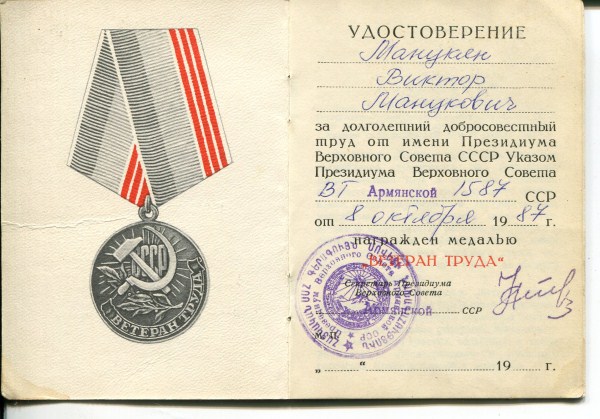 СССР
ВЕТЕРАН ТРУДА
УДОСТОВЕРЕНИЕ
Манукян
Виктор
Манукович
за долголетний добросовестный
труд от имени Президиума
Верховного Совета СССР Указом
Президиума Верховного Совета
ВТ Армянской 1587 ССР
от 8 октября 1987 г.
награжден медалью
„ВЕТЕРАН ТРУДА“
Секретарь Президиума
Верховного Совета
Армянской ССР
М.П.
„ “ 19 г.